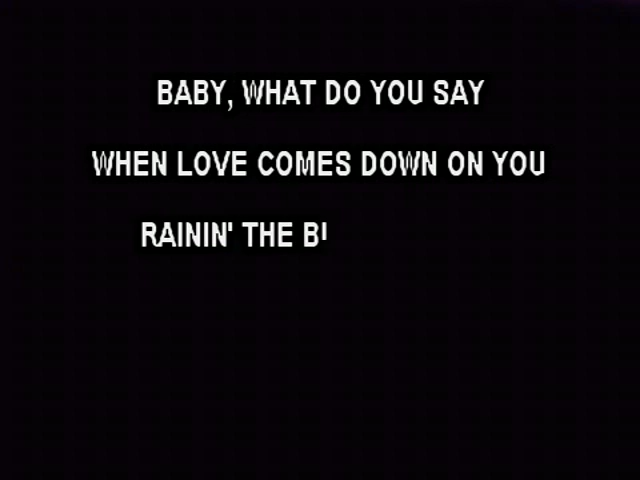 BABY, WHAT DO YOU SAY
WHEN LOVE COMES DOWN ON YOU
RAININ' THE